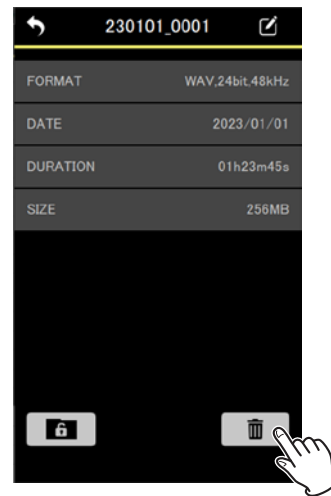 230101_0001
FORMAT WAV,24bit,48kHz
DATE 2023/01/01
DURATION 01h23m45s
SIZE 256MB